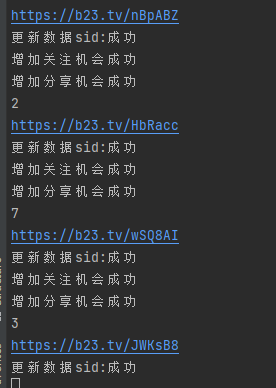 https://b23.tv/nBpABZ
更新数据sid:成功
增加关注机会成功
增加分享机会成功
2
https://b23.tv/HbRacc
更新数据sid:成功
增加关注机会成功
增加分享机会成功
7
https://b23.tv/wSQ8AI
更新数据sid:成功
增加关注机会成功
增加分享机会成功
3
https://b23.tv/JWKsB8
更新数据sid:成功